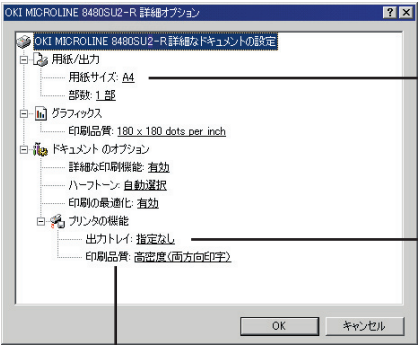 OKI MICROLINE 8480SU2-R 詳細オプション
OKI MICROLINE 8480SU2-R詳細なドキュメントの設定
用紙/出力
用紙サイズ: A4
部数: 1 部
グラフィックス
印刷品質: 180 x 180 dots per inch
ドキュメント のオプション
詳細な印刷機能: 有効
ハーフトーン: 自動選択
印刷の最適化: 有効
プリンタの機能
出力トレイ: 指定なし
印刷品質: 高密度(両方向印字)
OK キャンセル